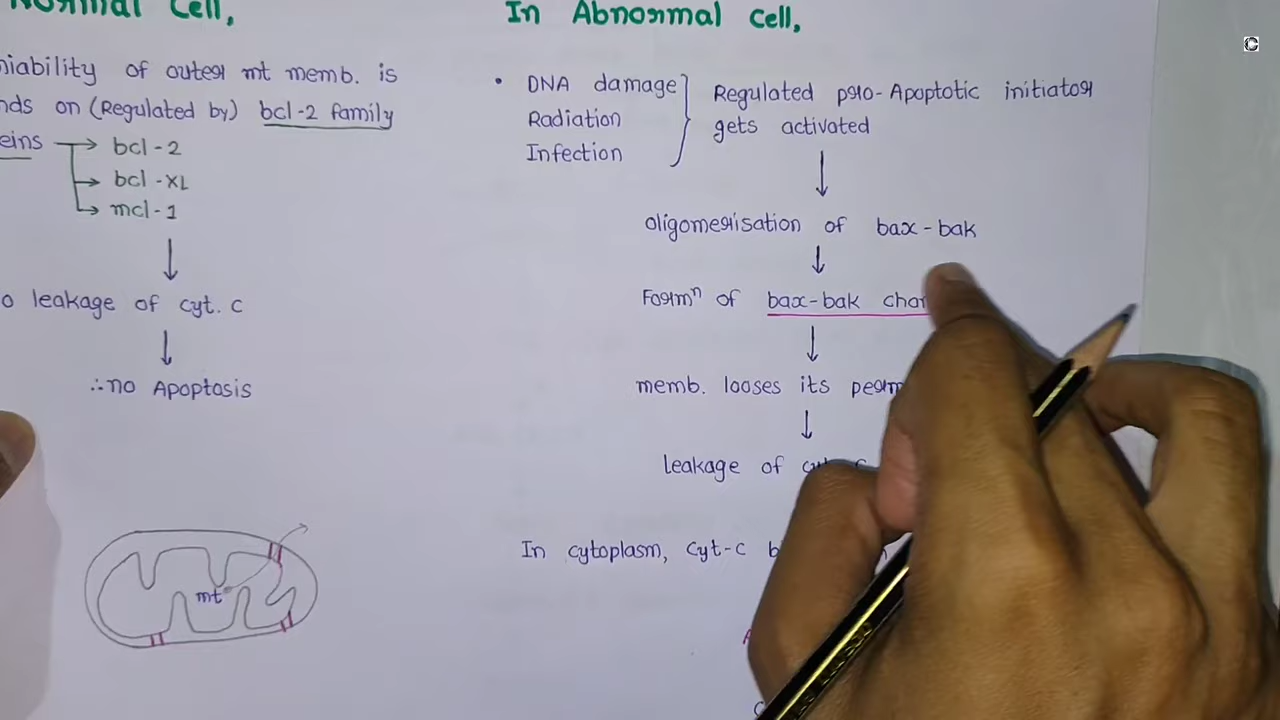 Normal Cell,
niability of outer mt memb. is
nds on (Regulated by) bcl-2 family
eins → bcl-2
→ bcl-XL
→ mcl-1
o leakage of cyt. c
∴no Apoptosis
mt
In Abnormal Cell,
• DNA damage
Radiation
Infection
Regulated pro-Apoptotic initiator
gets activated
oligomerisation of bax-bak
Formⁿ of bax-bak chan
memb. looses its perm
leakage of cyt. c
In cytoplasm, Cyt-c b